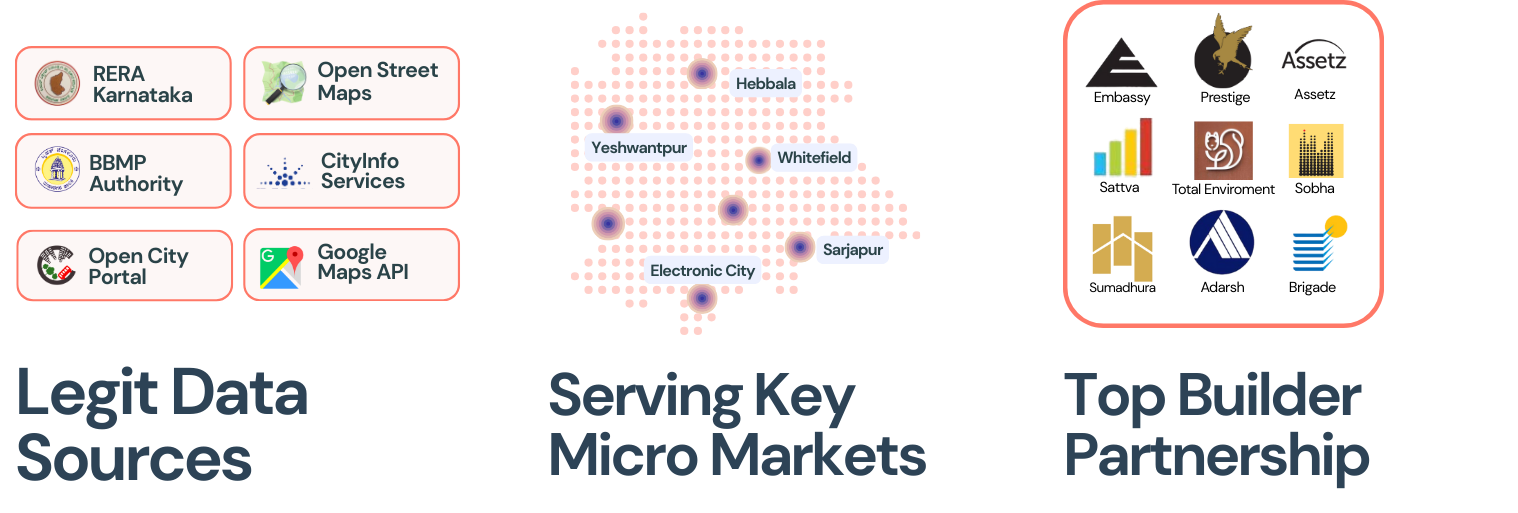 RERA
Karnataka
Open Street
Maps
BBMP
Authority
CityInfo
Services
Open City
Portal
Google
Maps API
Legit Data
Sources
Hebbala
Yeshwantpur
Whitefield
Sarjapur
Electronic City
Serving Key
Micro Markets
Assetz
Embassy
Prestige
Assetz
Sattva
Total Enviroment
Sobha
Sumadhura
Adarsh
Brigade
Top Builder
Partnership